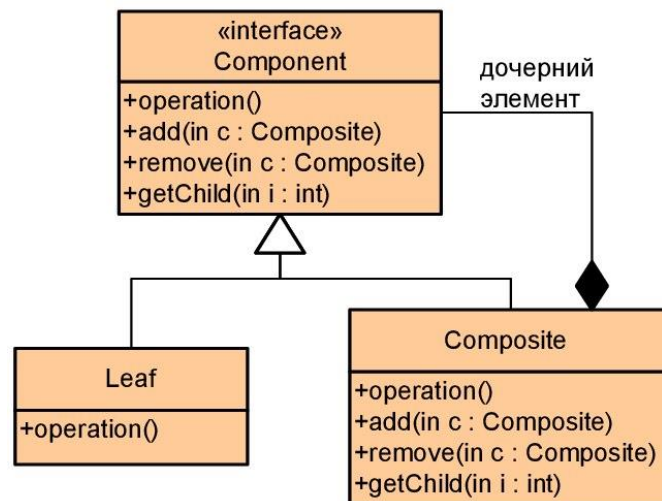 «interface»
Component
+operation()
+add(in c : Composite)
+remove(in c : Composite)
+getChild(in i : int)
дочерний
элемент
Leaf
+operation()
Composite
+operation()
+add(in c : Composite)
+remove(in c : Composite)
+getChild(in i : int)